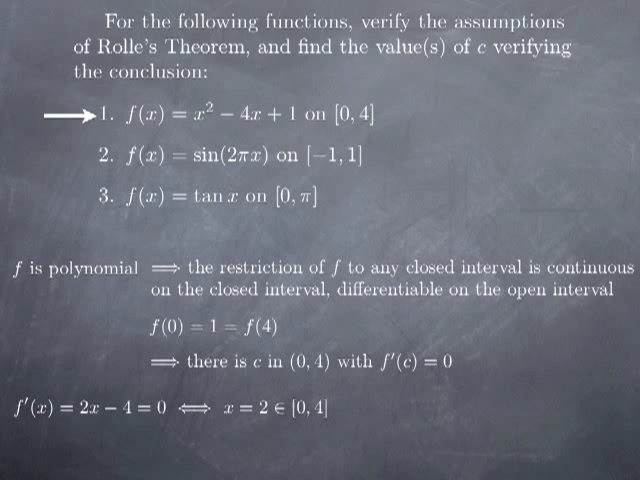 For the following functions, verify the assumptions
of Rolle's Theorem, and find the value(s) of c verifying
the conclusion:
1. f(x) = x² − 4x + 1 on [0, 4]
2. f(x) = sin(2πx) on [−1, 1]
3. f(x) = tan x on [0, π]
f is polynomial ⟹ the restriction of f to any closed interval is continuous
on the closed interval, differentiable on the open interval
f(0) = 1 = f(4)
⟹ there is c in (0, 4) with f′(c) = 0
f′(x) = 2x − 4 = 0 ⟺ x = 2 ∈ [0, 4]